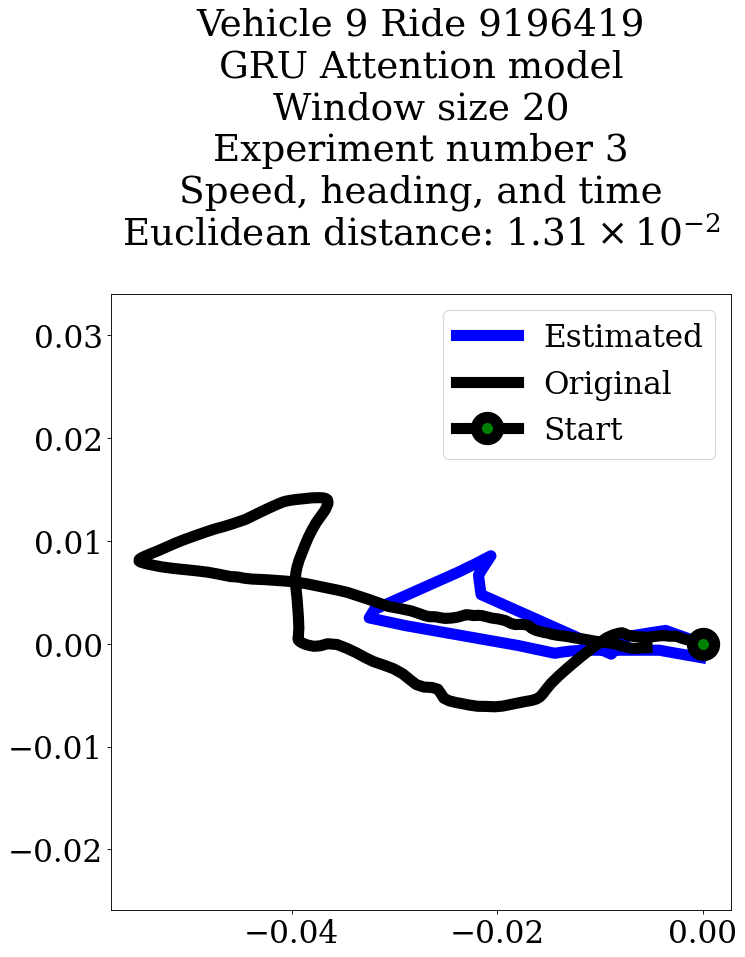 Vehicle 9 Ride 9196419
GRU Attention model
Window size 20
Experiment number 3
Speed, heading, and time
Euclidean distance: 1.31 × 10⁻²
Estimated
Original
Start
0.03
0.02
0.01
0.00
−0.01
−0.02
−0.04
−0.02
0.00